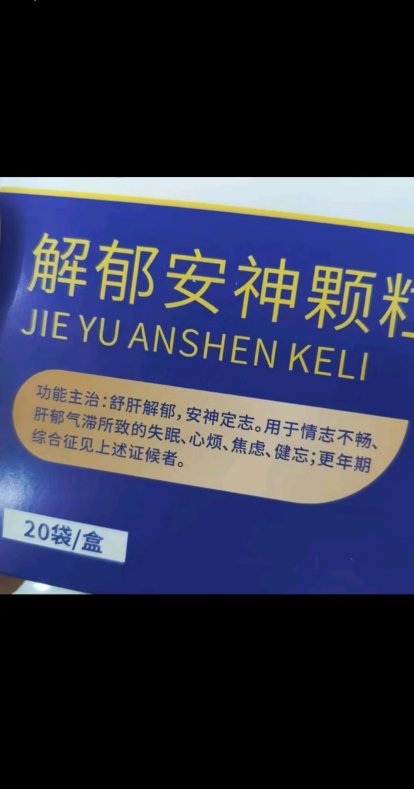 解郁安神颗粒
JIE YU ANSHEN KELI
功能主治:舒肝解郁,安神定志。用于情志不畅、
肝郁气滞所致的失眠、心烦、焦虑、健忘;更年期
综合征见上述证候者。
20袋/盒